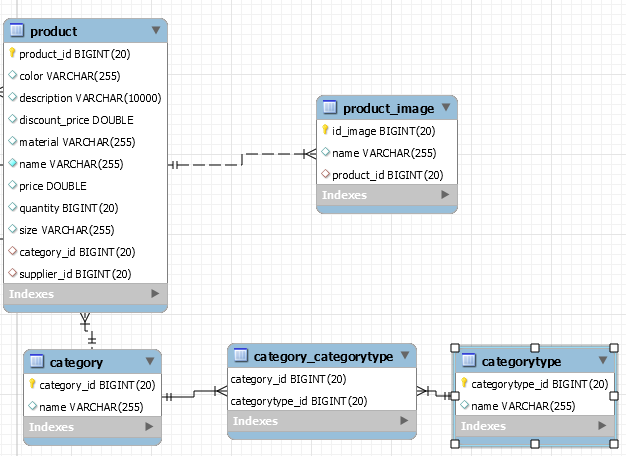 product
product_id BIGINT(20)
color VARCHAR(255)
description VARCHAR(10000)
discount_price DOUBLE
material VARCHAR(255)
name VARCHAR(255)
price DOUBLE
quantity BIGINT(20)
size VARCHAR(255)
category_id BIGINT(20)
supplier_id BIGINT(20)
Indexes
product_image
id_image BIGINT(20)
name VARCHAR(255)
product_id BIGINT(20)
Indexes
category
category_id BIGINT(20)
name VARCHAR(255)
Indexes
category_categorytype
category_id BIGINT(20)
categorytype_id BIGINT(20)
Indexes
categorytype
categorytype_id BIGINT(20)
name VARCHAR(255)
Indexes